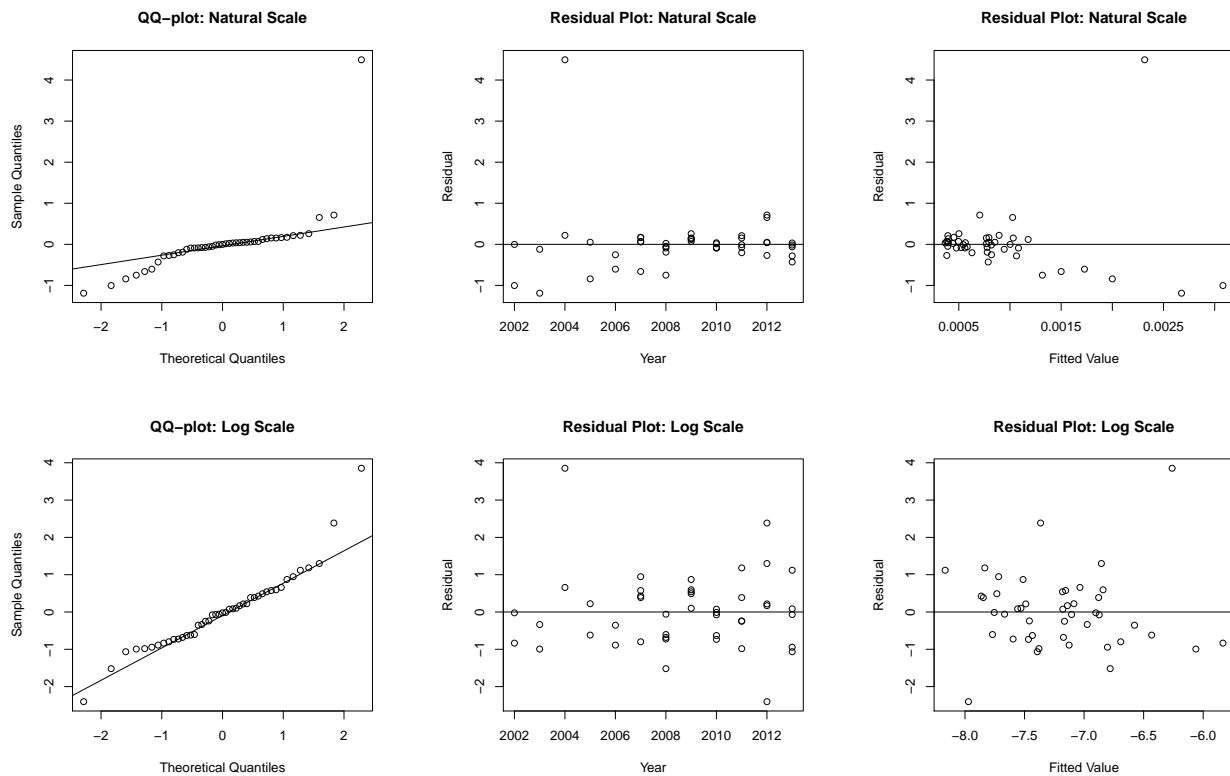 QQ−plot: Natural Scale
Sample Quantiles
4
3
2
1
0
−1
−2 −1 0 1 2
Theoretical Quantiles
Residual Plot: Natural Scale
Residual
4
3
2
1
0
−1
2002 2004 2006 2008 2010 2012
Year
Residual Plot: Natural Scale
Residual
4
3
2
1
0
−1
0.0005 0.0015 0.0025
Fitted Value
QQ−plot: Log Scale
Sample Quantiles
4
3
2
1
0
−1
−2
−2 −1 0 1 2
Theoretical Quantiles
Residual Plot: Log Scale
Residual
4
3
2
1
0
−1
−2
2002 2004 2006 2008 2010 2012
Year
Residual Plot: Log Scale
Residual
4
3
2
1
0
−1
−2
−8.0 −7.5 −7.0 −6.5 −6.0
Fitted Value